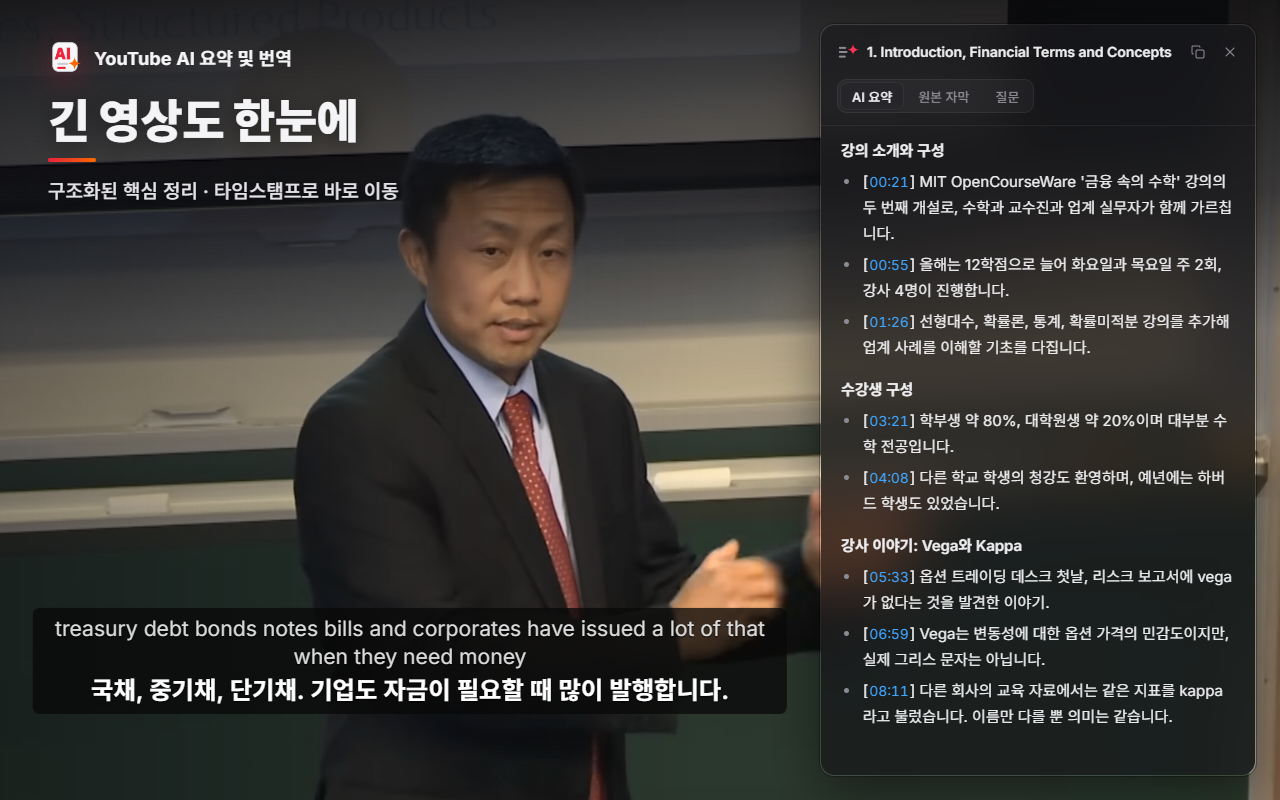 Structured Products
AI
YouTube AI 요약 및 번역
긴 영상도 한눈에
구조화된 핵심 정리 · 타임스탬프로 바로 이동
treasury debt bonds notes bills and corporates have issued a lot of that
when they need money
국채, 중기채, 단기채. 기업도 자금이 필요할 때 많이 발행합니다.
1. Introduction, Financial Terms and Concepts
AI 요약 원본 자막 질문
강의 소개와 구성
[00:21] MIT OpenCourseWare '금융 속의 수학' 강의의
두 번째 개설로, 수학과 교수진과 업계 실무자가 함께 가르칩
니다.
[00:55] 올해는 12학점으로 늘어 화요일과 목요일 주 2회,
강사 4명이 진행합니다.
[01:26] 선형대수, 확률론, 통계, 확률미적분 강의를 추가해
업계 사례를 이해할 기초를 다집니다.
수강생 구성
[03:21] 학부생 약 80%, 대학원생 약 20%이며 대부분 수
학 전공입니다.
[04:08] 다른 학교 학생의 청강도 환영하며, 예년에는 하버
드 학생도 있었습니다.
강사 이야기: Vega와 Kappa
[05:33] 옵션 트레이딩 데스크 첫날, 리스크 보고서에 vega
가 없다는 것을 발견한 이야기.
[06:59] Vega는 변동성에 대한 옵션 가격의 민감도이지만,
실제 그리스 문자는 아닙니다.
[08:11] 다른 회사의 교육 자료에서는 같은 지표를 kappa
라고 불렀습니다. 이름만 다를 뿐 의미는 같습니다.